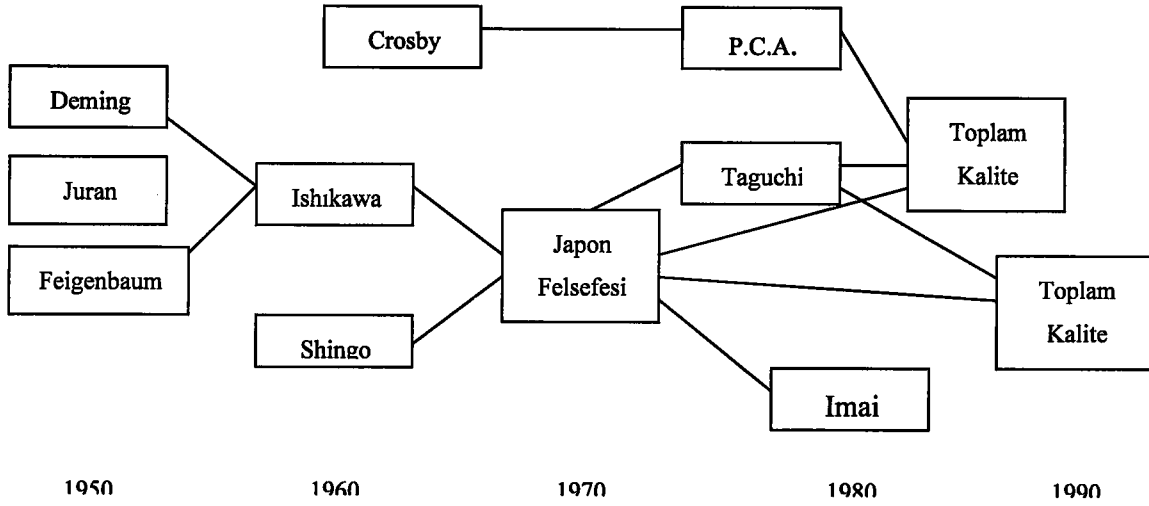 Crosby
P.C.A.
Deming
Toplam
Kalite
Juran
Ishıkawa
Taguchi
Feigenbaum
Japon
Felsefesi
Toplam
Kalite
Shingo
Imai
1950
1960
1970
1980
1990